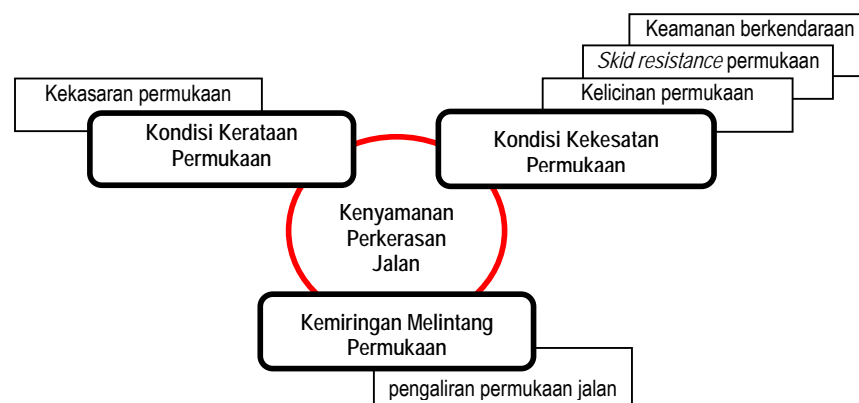 Keamanan berkendaraan
Skid resistance permukaan
Kekasaran permukaan
Kelicinan permukaan
Kondisi Kerataan
Permukaan
Kondisi Kekesatan
Permukaan
Kenyamanan
Perkerasan
Jalan
Kemiringan Melintang
Permukaan
pengaliran permukaan jalan